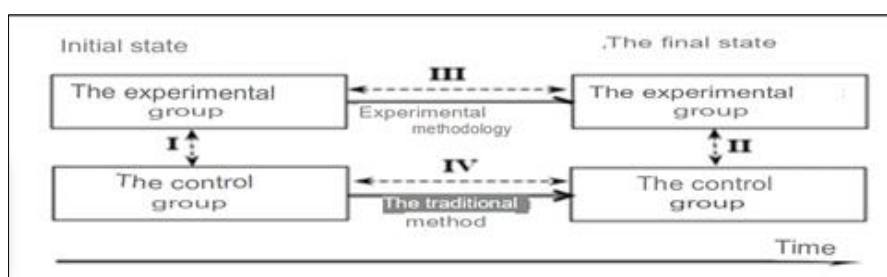 Initial state
,The final state
The experimental
group
III
Experimental
methodology
The experimental
group
I
II
The control
group
IV
The traditional
method
The control
group
Time